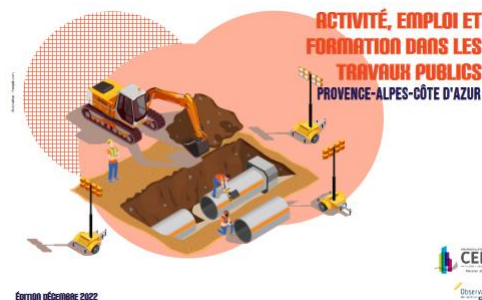 ACTIVITÉ, EMPLOI ET
FORMATION DANS LES
TRAVAUX PUBLICS
PROVENCE-ALPES-CÔTE D'AZUR
ÉDITION DÉCEMBRE 2022